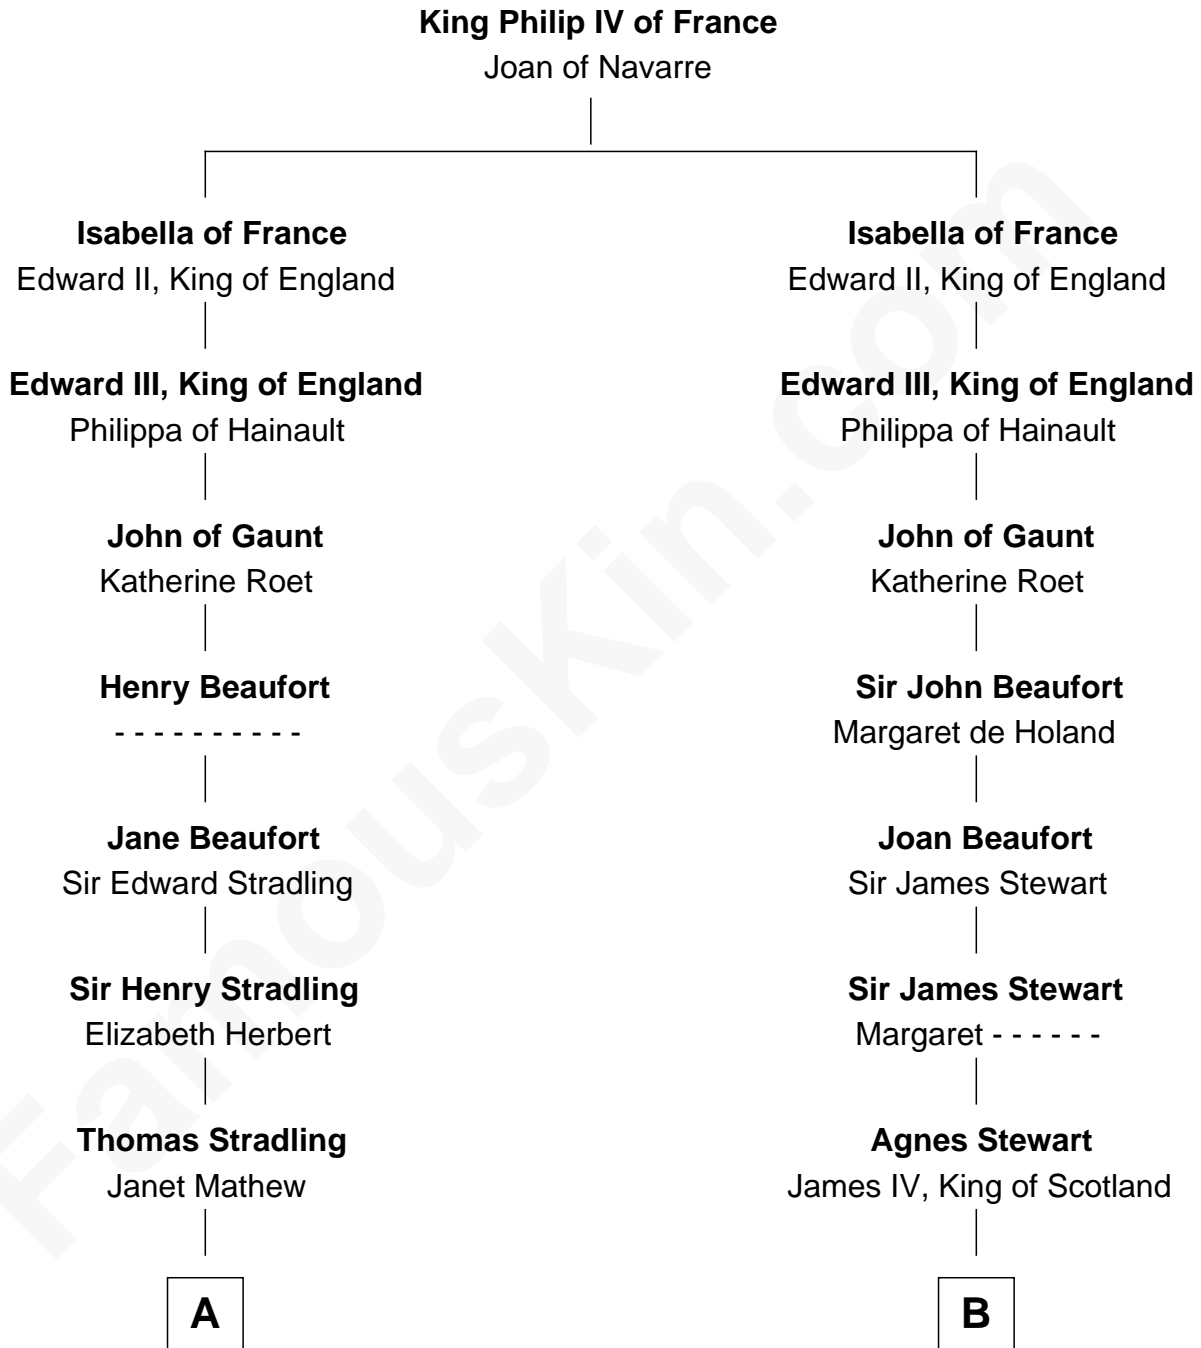 King Philip IV of France
Joan of Navarre
Isabella of France
Edward II, King of England
Edward III, King of England
Philippa of Hainault
John of Gaunt
Katherine Roet
Henry Beaufort
- - - - - - - - - -
Jane Beaufort
Sir Edward Stradling
Sir Henry Stradling
Elizabeth Herbert
Thomas Stradling
Janet Mathew
A
Isabella of France
Edward II, King of England
Edward III, King of England
Philippa of Hainault
John of Gaunt
Katherine Roet
Sir John Beaufort
Margaret de Holand
Joan Beaufort
Sir James Stewart
Sir James Stewart
Margaret - - - - - -
Agnes Stewart
James IV, King of Scotland
B
FamousKin.com